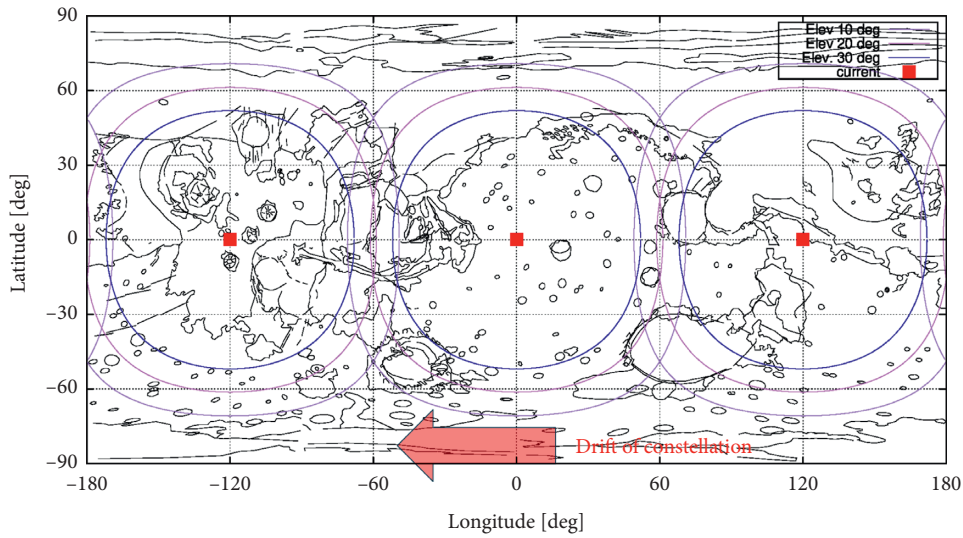 90
60
30
0
–30
–60
–90
Latitude [deg]
Elev 10 deg
Elev 20 deg
Elev. 30 deg
current
Drift of constellation
–180
–120
–60
0
60
120
180
Longitude [deg]